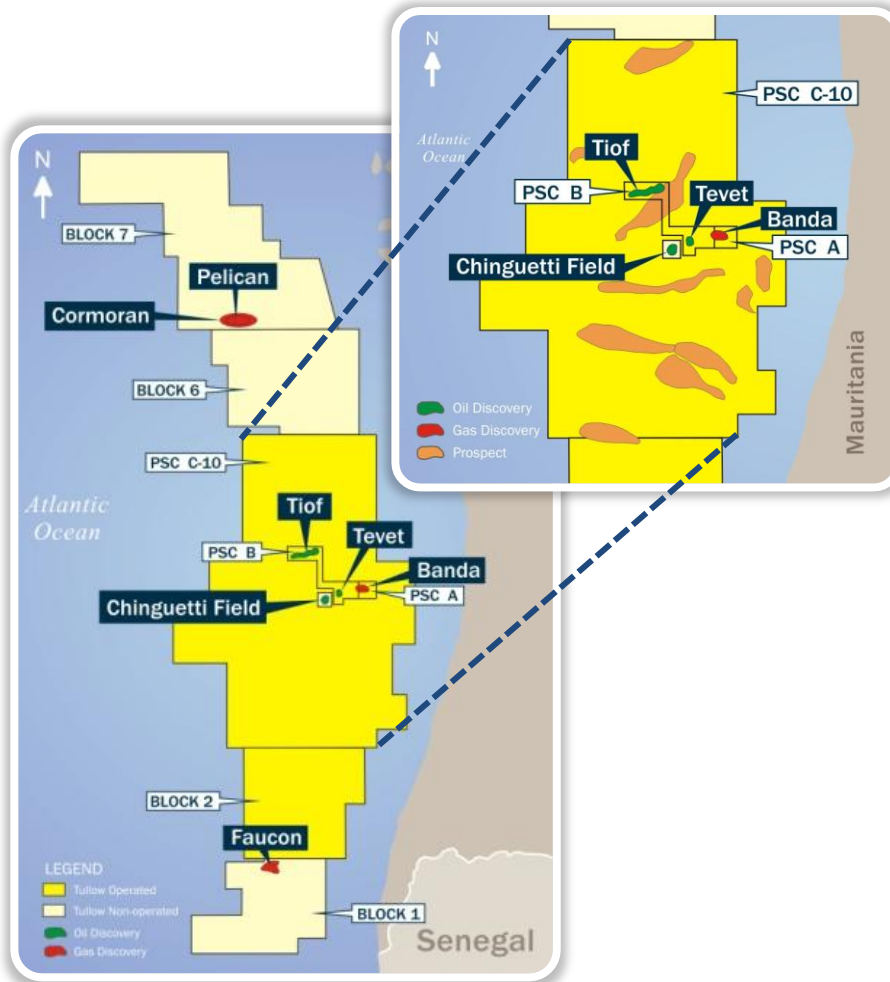 N
BLOCK 7
Pelican
Cormoran
BLOCK 6
PSC C-10
Atlantic
Ocean
Tiof
PSC B
Tevet
Banda
PSC A
Chinguetti Field
BLOCK 2
Faucon
LEGEND
Tullow Operated
Tullow Non-operated
Oil Discovery
Gas Discovery
BLOCK 1
Senegal
N
PSC C-10
Atlantic
Ocean
Tiof
PSC B
Tevet
Banda
PSC A
Chinguetti Field
Oil Discovery
Gas Discovery
Prospect
Mauritania